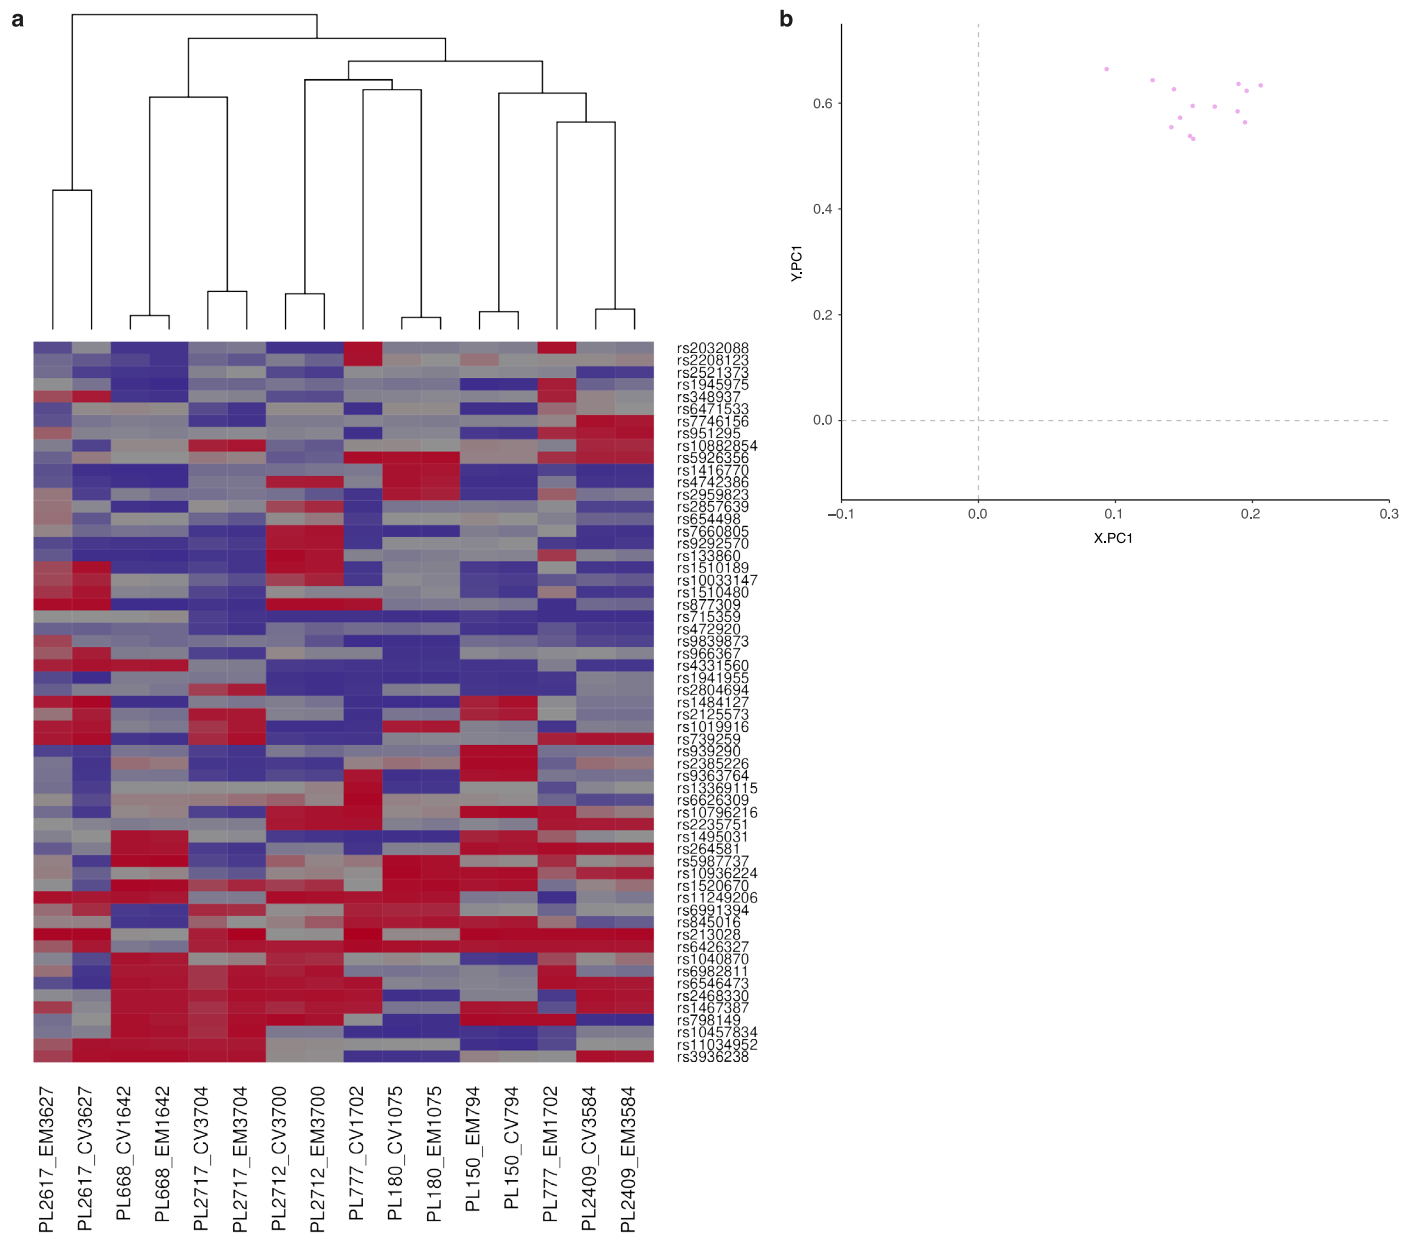 a
b
rs2032088
rs2208123
rs2521373
rs1945975
rs348937
rs6471533
rs7746156
rs951295
rs10882854
rs5926356
rs1416770
rs4742386
rs2959823
rs2857639
rs654498
rs7660805
rs9292570
rs133860
rs1510189
rs10033147
rs1510480
rs877309
rs715359
rs472920
rs9839873
rs966367
rs4331560
rs1941955
rs2804694
rs1484127
rs2125573
rs1019916
rs739259
rs939290
rs2385226
rs9363764
rs13369115
rs6626309
rs10796216
rs2235751
rs1495031
rs264581
rs5987737
rs10936224
rs1520670
rs11249206
rs6991394
rs845016
rs213028
rs6426327
rs1040870
rs6982811
rs6546473
rs2468330
rs1467387
rs798149
rs10457834
rs11034952
rs3936238
PL2617_EM3627
PL2617_CV3627
PL668_CV1642
PL668_EM1642
PL2717_CV3704
PL2717_EM3704
PL2712_CV3700
PL2712_EM3700
PL777_CV1702
PL180_CV1075
PL180_EM1075
PL150_EM794
PL150_CV794
PL777_EM1702
PL2409_CV3584
PL2409_EM3584
0.6
0.4
0.2
0.0
Y.PC1
−0.1
0.0
0.1
0.2
0.3
X.PC1